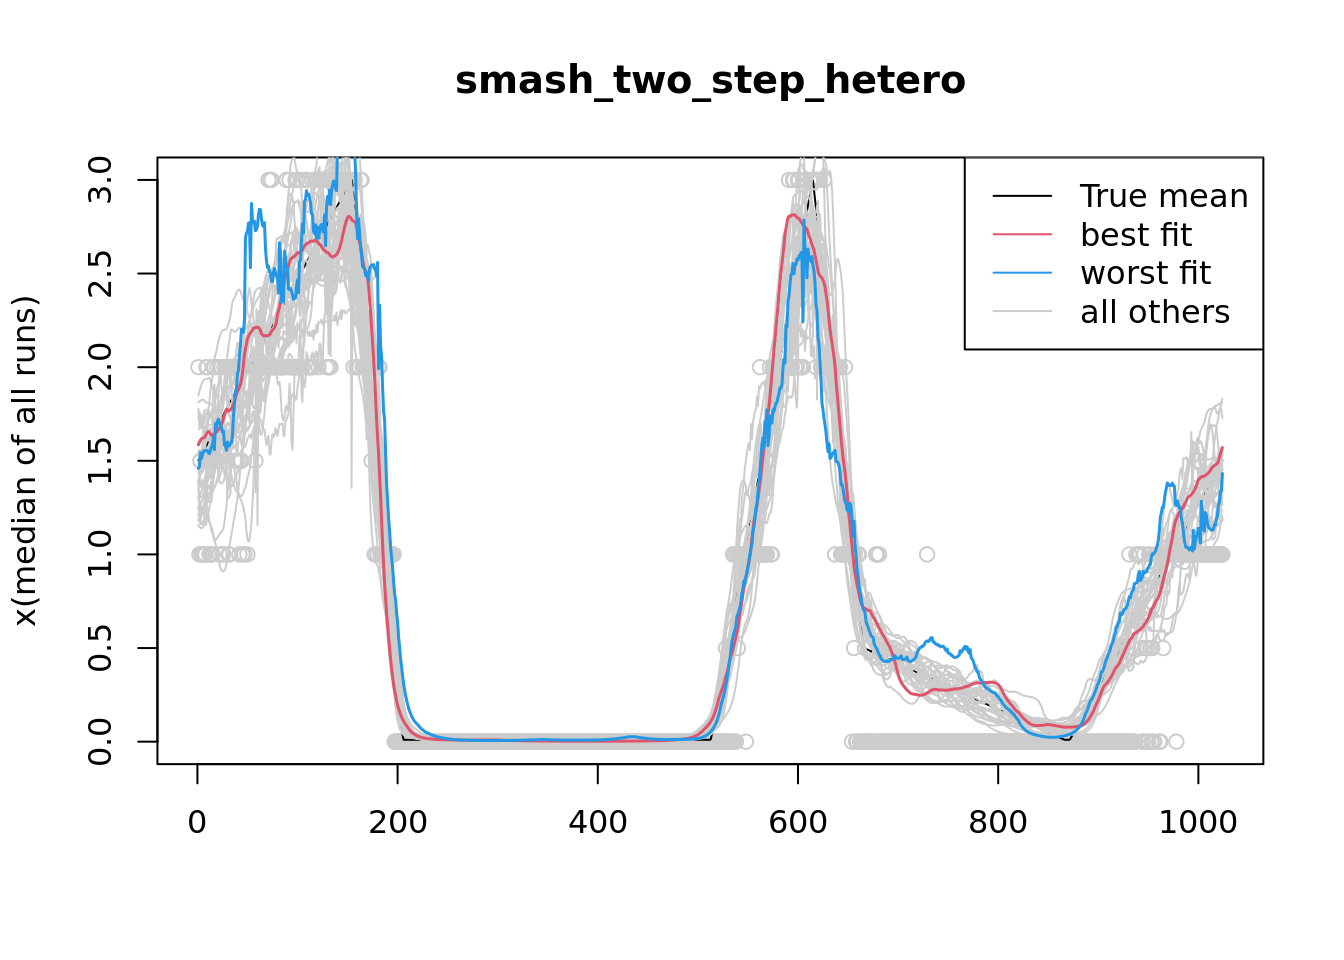 smash_two_step_hetero
x(median of all runs)
3.0
2.5
2.0
1.5
1.0
0.5
0.0
True mean
best fit
worst fit
all others
0 200 400 600 800 1000